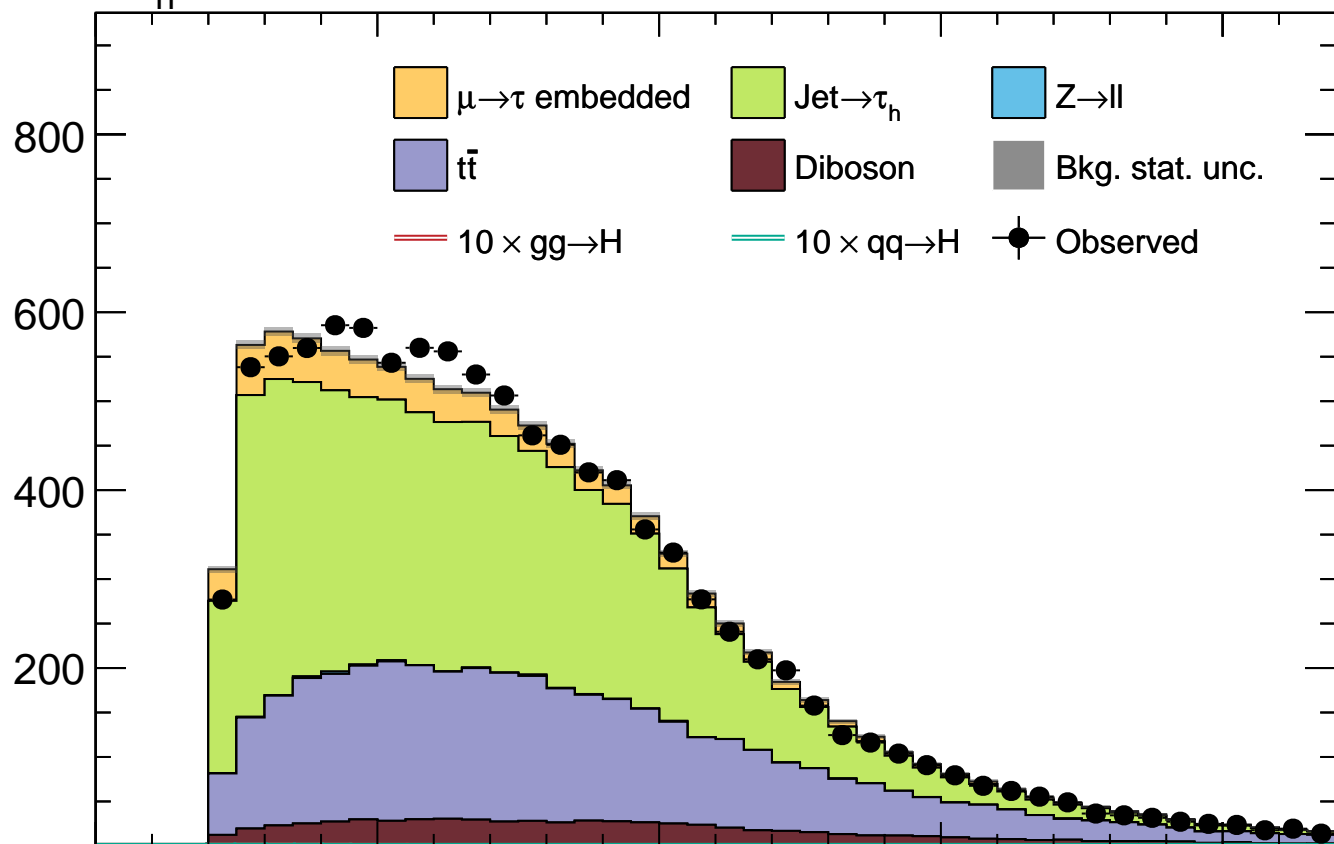 μ→τ embedded Jet→τₕ Z→ll
800
tt̄ Diboson Bkg. stat. unc.
10 × gg→H 10 × qq→H Observed
600
400
200